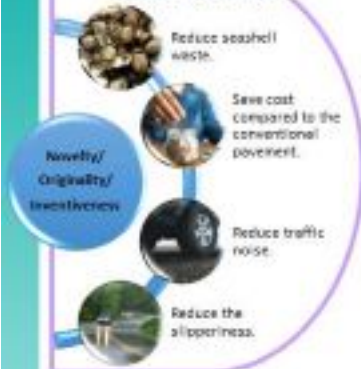 Reduce seashell
waste.
Save cost
compared to the
conventional
pavement.
Novelty/
Originality/
Inventiveness
Reduce traffic
noise.
Reduce the
slipperiness.